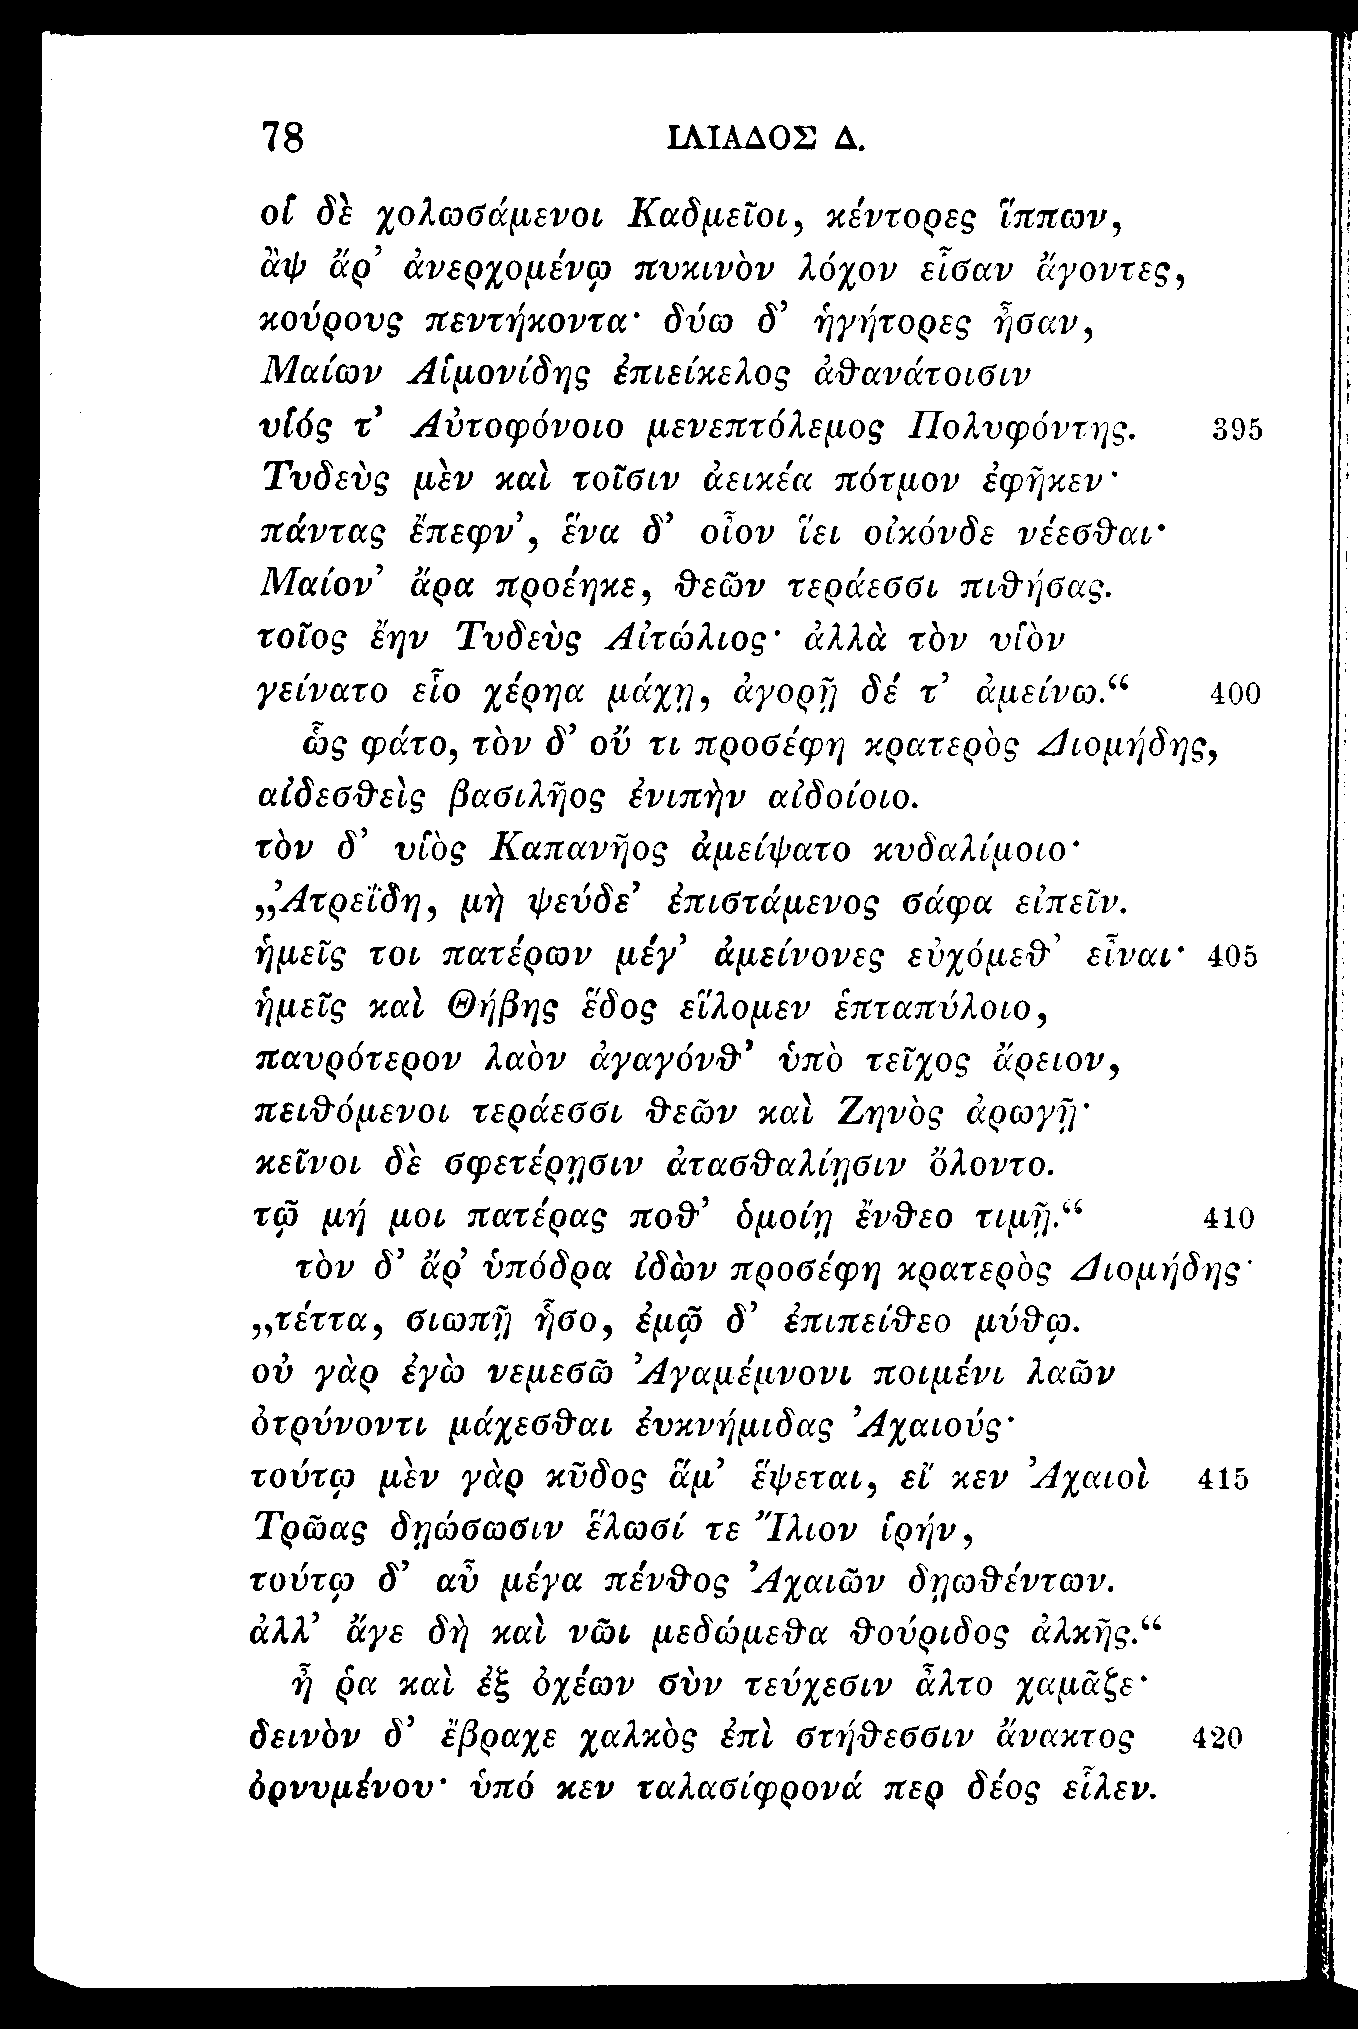 78 ΙΛΙΑΔΟΣ Δ.
οἳ δὲ χολωσάμενοι Καδμεῖοι, κέντορες ἵππων,
ἂψ ἄρ’ ἀνερχομένῳ πυκινὸν λόχον εἷσαν ἄγοντες,
κούρους πεντήκοντα· δύω δ’ ἡγήτορες ἦσαν,
Μαίων Αἱμονίδης ἐπιείκελος ἀθανάτοισιν
υἱός τ’ Αὐτοφόνοιο μενεπτόλεμος Πολυφόντης. 395
Τυδεὺς μὲν καὶ τοῖσιν ἀεικέα πότμον ἐφῆκεν·
πάντας ἔπεφν’, ἕνα δ’ οἶον ἵει οἰκόνδε νέεσθαι·
Μαίον’ ἄρα προέηκε, θεῶν τεράεσσι πιθήσας.
τοῖος ἔην Τυδεὺς Αἰτώλιος· ἀλλὰ τὸν υἱὸν
γείνατο εἷο χέρηα μάχῃ, ἀγορῇ δέ τ’ ἀμείνω.“ 400
ὣς φάτο, τὸν δ’ οὔ τι προσέφη κρατερὸς Διομήδης,
αἰδεσθεὶς βασιλῆος ἐνιπὴν αἰδοίοιο.
τὸν δ’ υἱὸς Καπανῆος ἀμείψατο κυδαλίμοιο·
„Ἀτρεΐδη, μὴ ψεύδε’ ἐπιστάμενος σάφα εἰπεῖν.
ἡμεῖς τοι πατέρων μέγ’ ἀμείνονες εὐχόμεθ’ εἶναι· 405
ἡμεῖς καὶ Θήβης ἕδος εἵλομεν ἑπταπύλοιο,
παυρότερον λαὸν ἀγαγόνθ’ ὑπὸ τεῖχος ἄρειον,
πειθόμενοι τεράεσσι θεῶν καὶ Ζηνὸς ἀρωγῇ·
κεῖνοι δὲ σφετέρῃσιν ἀτασθαλίῃσιν ὄλοντο.
τῷ μή μοι πατέρας ποθ’ ὁμοίῃ ἔνθεο τιμῇ.“ 410
τὸν δ’ ἄρ’ ὑπόδρα ἰδὼν προσέφη κρατερὸς Διομήδης·
„τέττα, σιωπῇ ἧσο, ἐμῷ δ’ ἐπιπείθεο μύθῳ.
οὐ γὰρ ἐγὼ νεμεσῶ Ἀγαμέμνονι ποιμένι λαῶν
ὀτρύνοντι μάχεσθαι ἐυκνήμιδας Ἀχαιούς·
τούτῳ μὲν γὰρ κῦδος ἅμ’ ἕψεται, εἴ κεν Ἀχαιοὶ 415
Τρῶας δῃώσωσιν ἕλωσί τε Ἴλιον ἱρήν,
τούτῳ δ’ αὖ μέγα πένθος Ἀχαιῶν δῃωθέντων.
ἀλλ’ ἄγε δὴ καὶ νῶι μεδώμεθα θούριδος ἀλκῆς.“
ἦ ῥα καὶ ἐξ ὀχέων σὺν τεύχεσιν ἆλτο χαμᾶζε·
δεινὸν δ’ ἔβραχε χαλκὸς ἐπὶ στήθεσσιν ἄνακτος 420
ὀρνυμένου· ὑπό κεν ταλασίφρονά περ δέος εἷλεν.